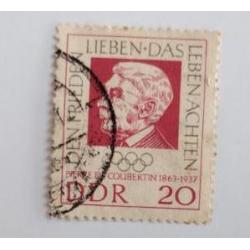 DEN FRIEDEN LIEBEN · DAS LEBEN ACHTEN
PIERRE DE COUBERTIN 1863-1937
DDR 20